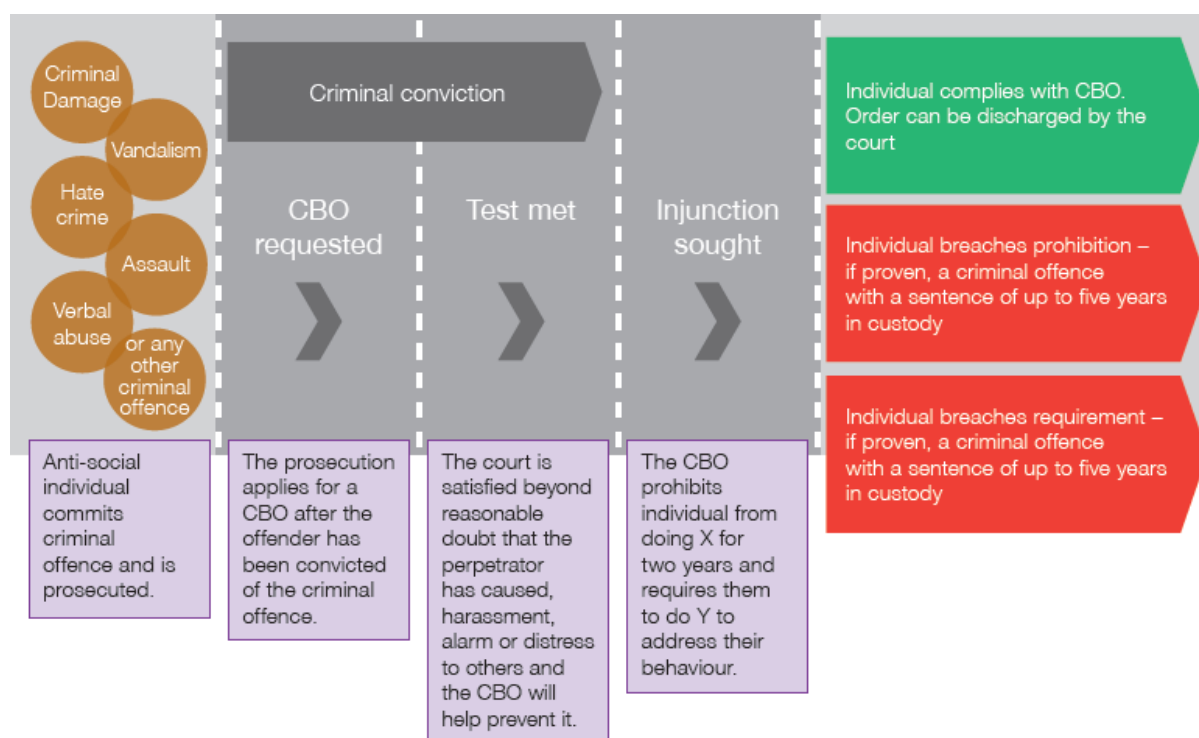 Criminal
Damage
Vandalism
Hate
crime
Assault
Verbal
abuse
or any
other
criminal
offence
Criminal conviction
CBO
requested
Test met
Injunction
sought
Individual complies with CBO.
Order can be discharged by the
court
Individual breaches prohibition –
if proven, a criminal offence
with a sentence of up to five years
in custody
Individual breaches requirement –
if proven, a criminal offence
with a sentence of up to five years
in custody
Anti-social
individual
commits
criminal
offence and is
prosecuted.
The prosecution
applies for a
CBO after the
offender has
been convicted
of the criminal
offence.
The court is
satisfied beyond
reasonable
doubt that the
perpetrator
has caused,
harassment,
alarm or distress
to others and
the CBO will
help prevent it.
The CBO
prohibits
individual from
doing X for
two years and
requires them
to do Y to
address their
behaviour.